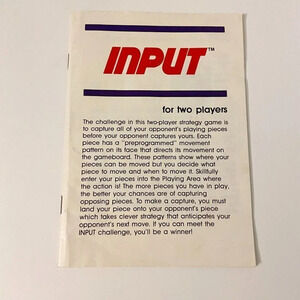 INPUT™
for two players
The challenge in this two-player strategy game is
to capture all of your opponent's playing pieces
before your opponent captures yours. Each
piece has a "preprogrammed" movement
pattern on its face that directs its movement on
the gameboard. These patterns show where your
pieces can be moved but you decide what
piece to move and when to move it. Skillfully
enter your pieces into the Playing Area where
the action is! The more pieces you have in play,
the better your chances are of capturing
opposing pieces. To make a capture, you must
land your piece onto your opponent's piece
which takes clever strategy that anticipates your
opponent's next move. If you can meet the
INPUT challenge, you'll be a winner!